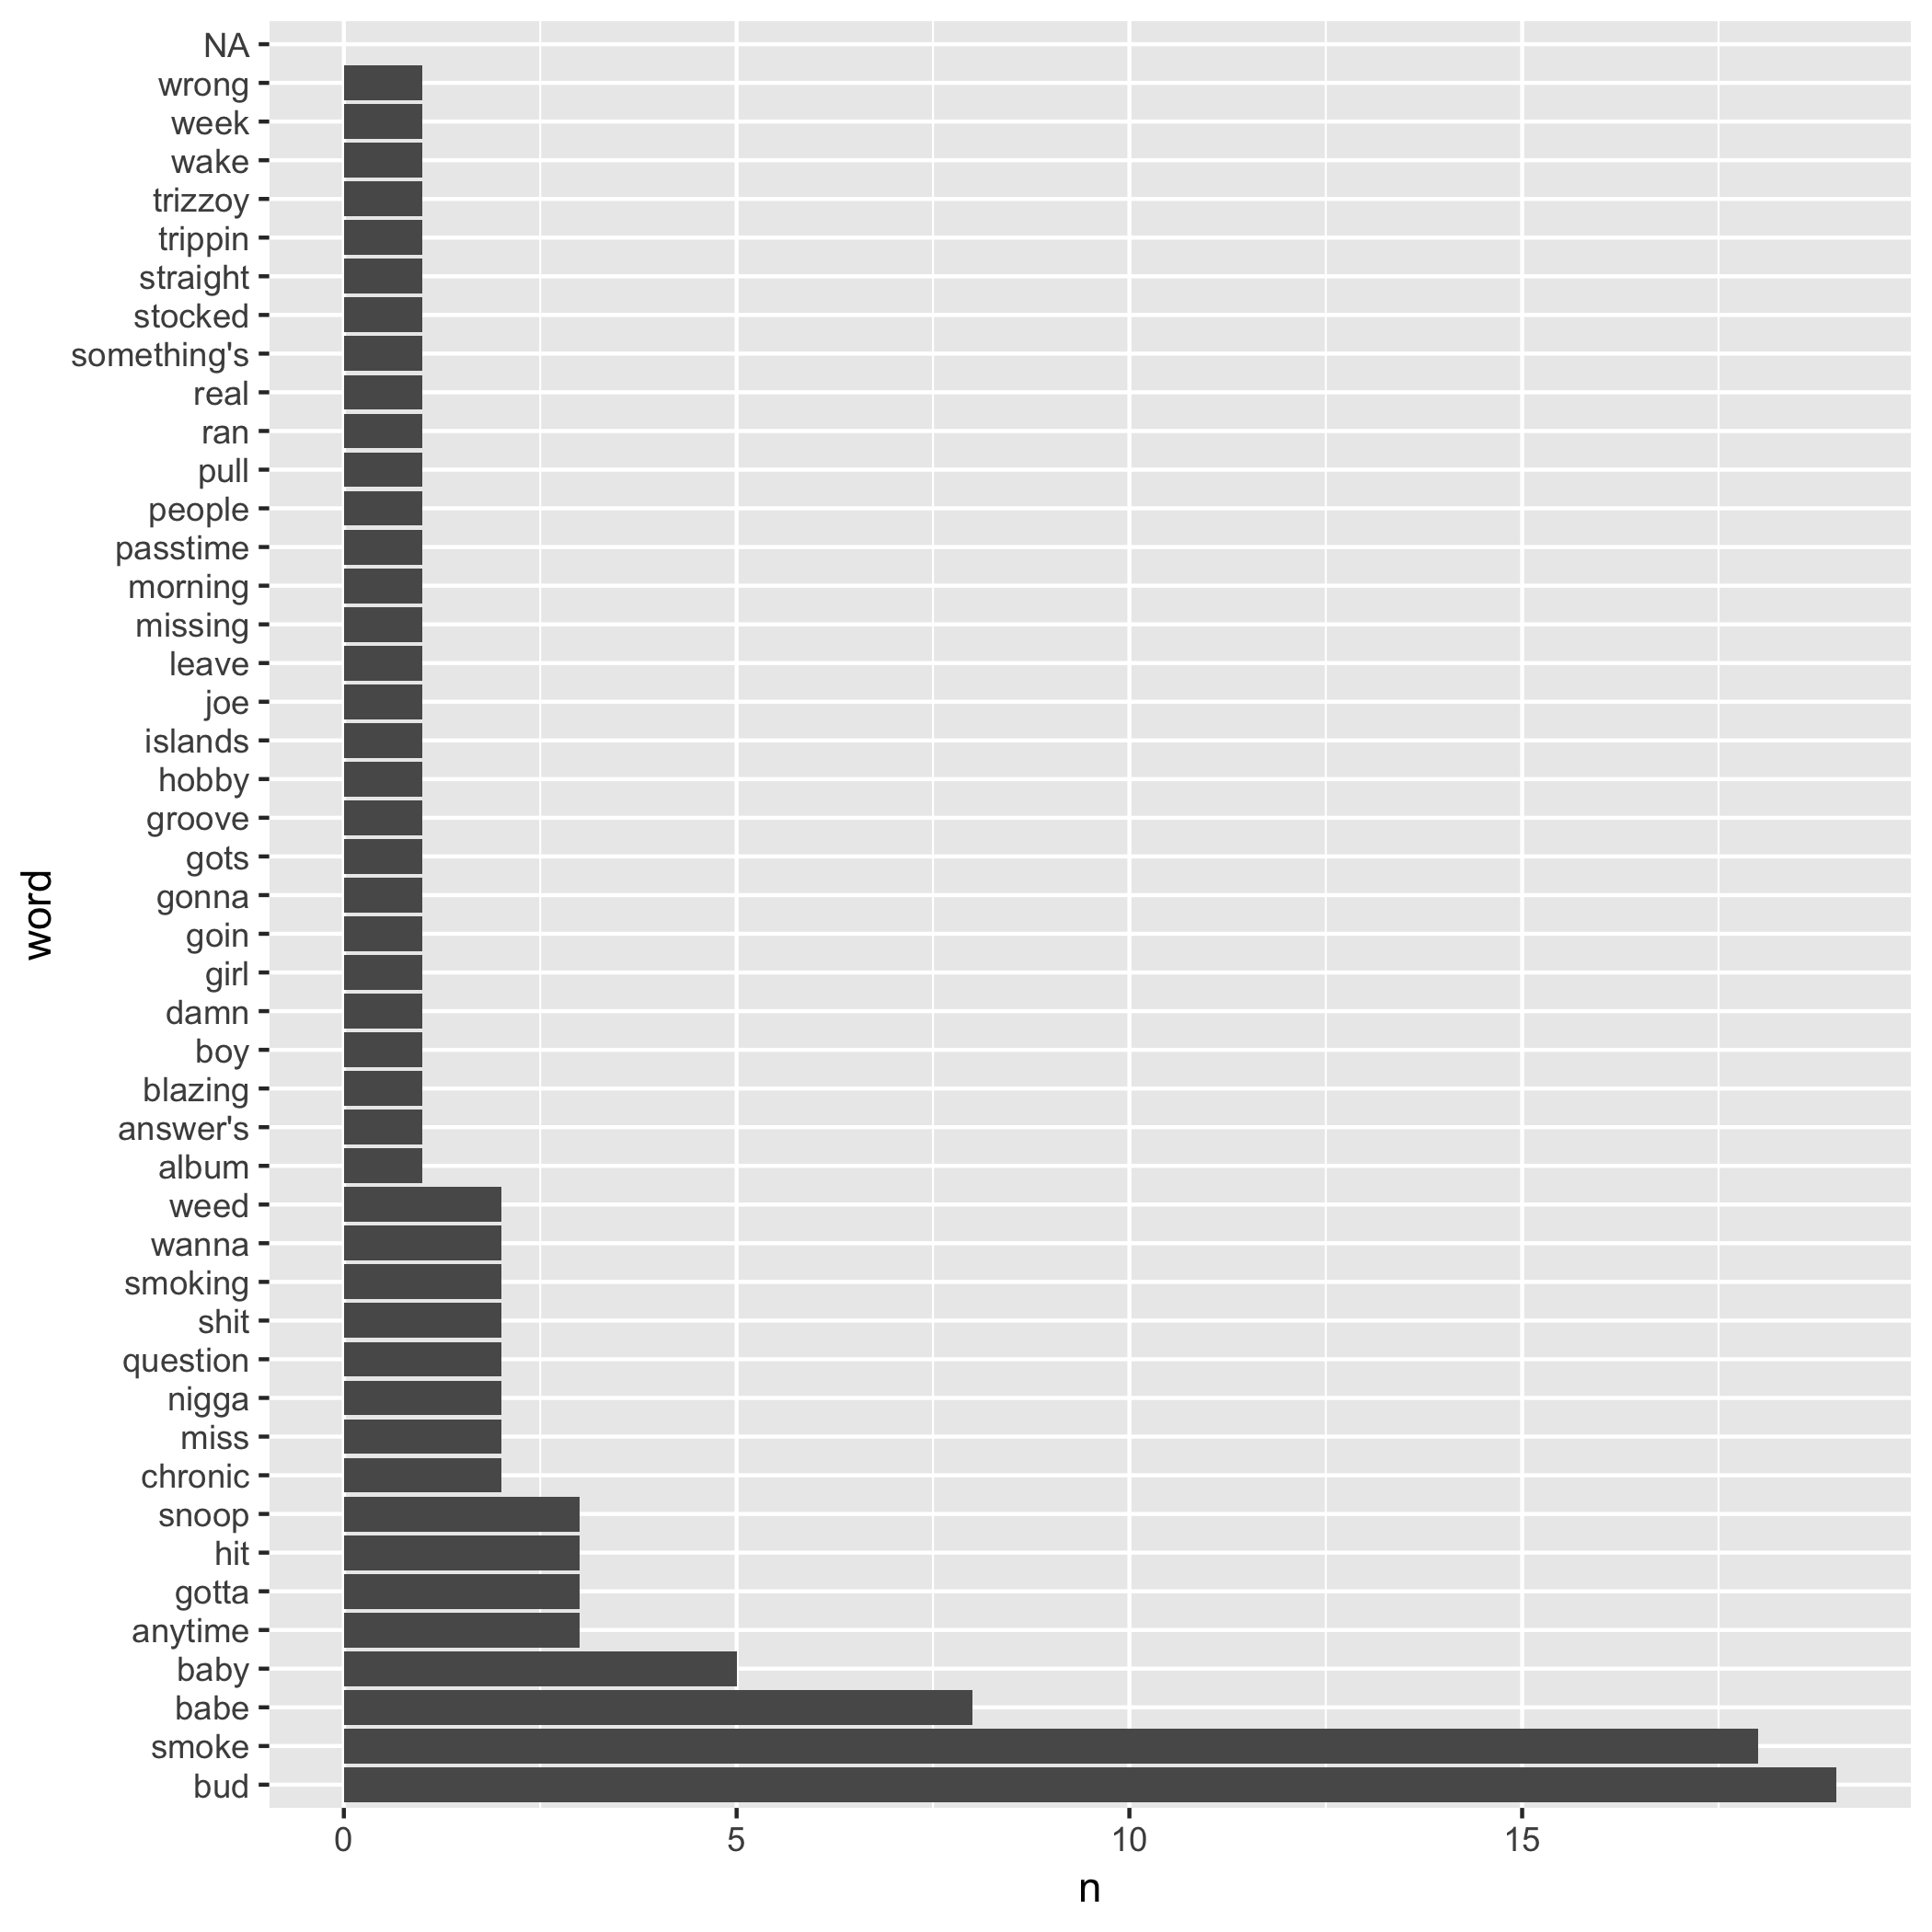 NA
wrong
week
wake
trizzoy
trippin
straight
stocked
something's
real
ran
pull
people
passtime
morning
missing
leave
joe
islands
hobby
groove
gots
gonna
goin
girl
damn
boy
blazing
answer's
album
weed
wanna
smoking
shit
question
nigga
miss
chronic
snoop
hit
gotta
anytime
baby
babe
smoke
bud
word
0 5 10 15
n